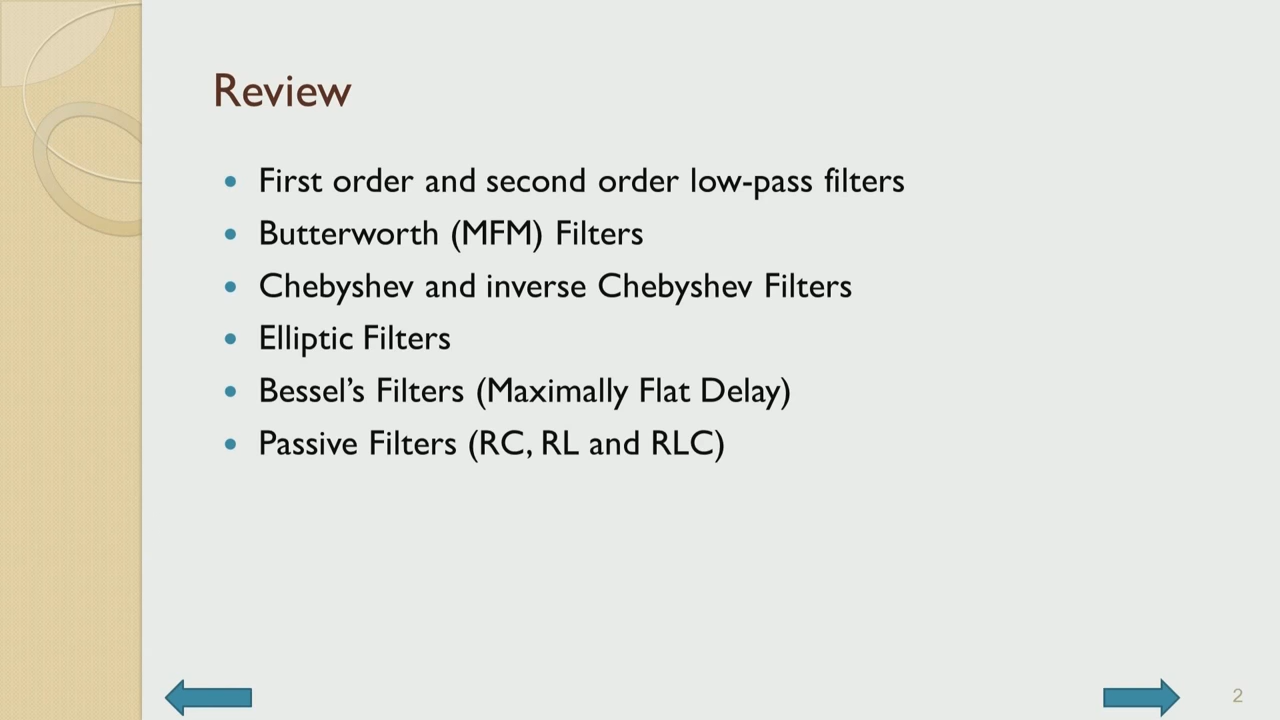 Review
• First order and second order low-pass filters
• Butterworth (MFM) Filters
• Chebyshev and inverse Chebyshev Filters
• Elliptic Filters
• Bessel’s Filters (Maximally Flat Delay)
• Passive Filters (RC, RL and RLC)
2